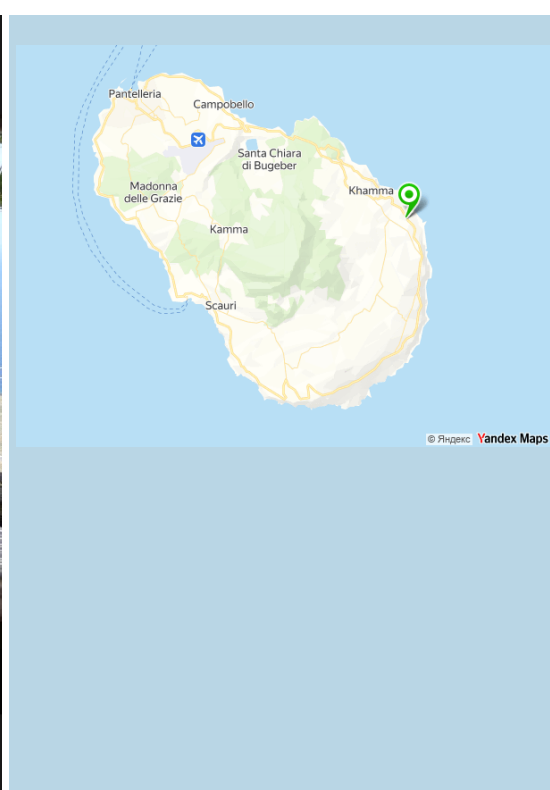 Pantelleria
Campobello
Santa Chiara
di Bugeber
Khamma
Madonna
delle Grazie
Kamma
Scauri
© Яндекс Yandex Maps